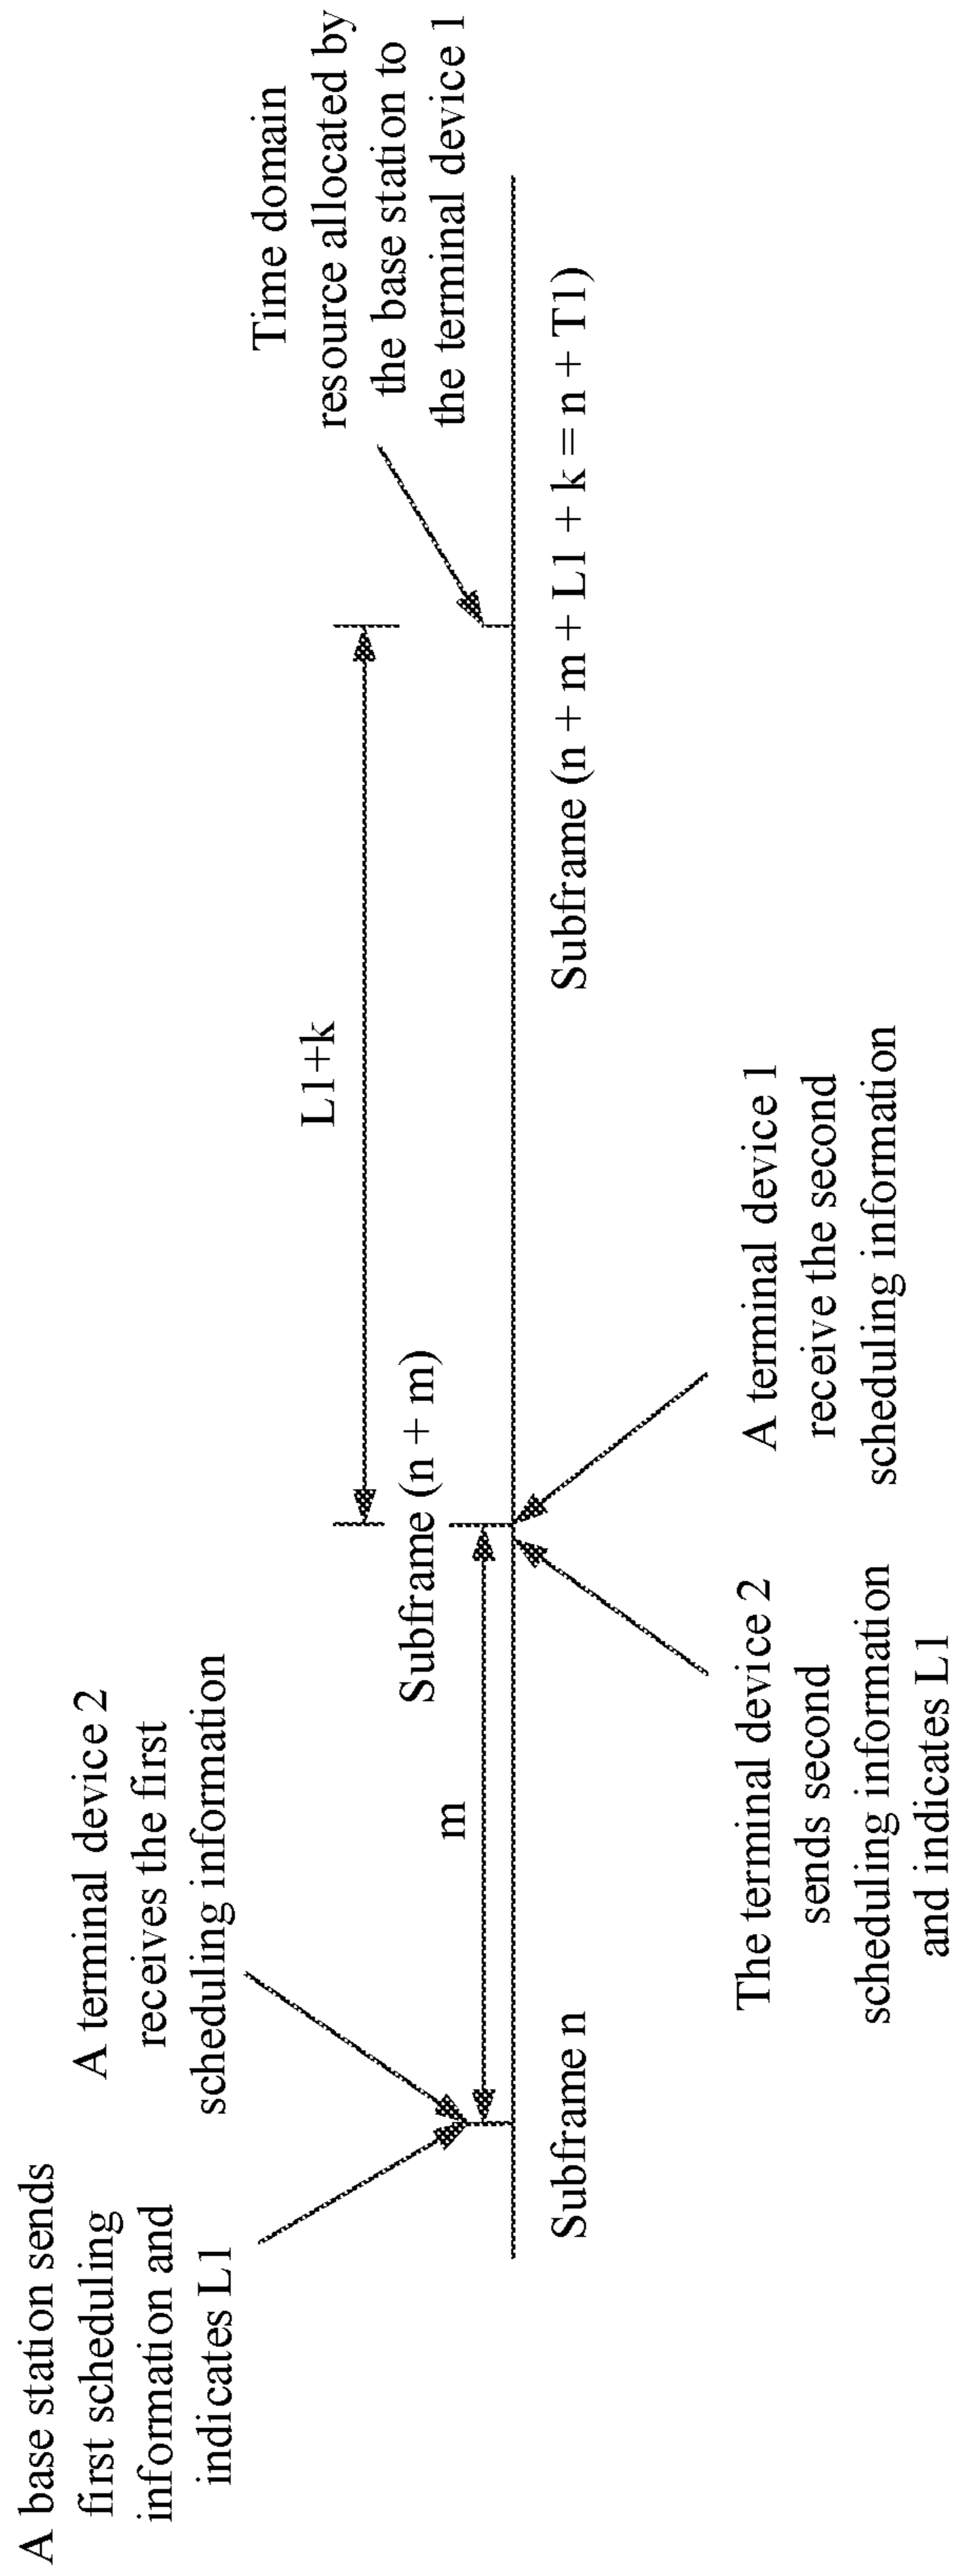 A base station sends
first scheduling
information and
indicates L1
A terminal device 2
receives the first
scheduling information
L1+k
Time domain
resource allocated by
the base station to
the terminal device 1
Subframe (n + m)
m
Subframe n
Subframe (n + m + L1 + k = n + T1)
The terminal device 2
sends second
scheduling information
and indicates L1
A terminal device 1
receive the second
scheduling information